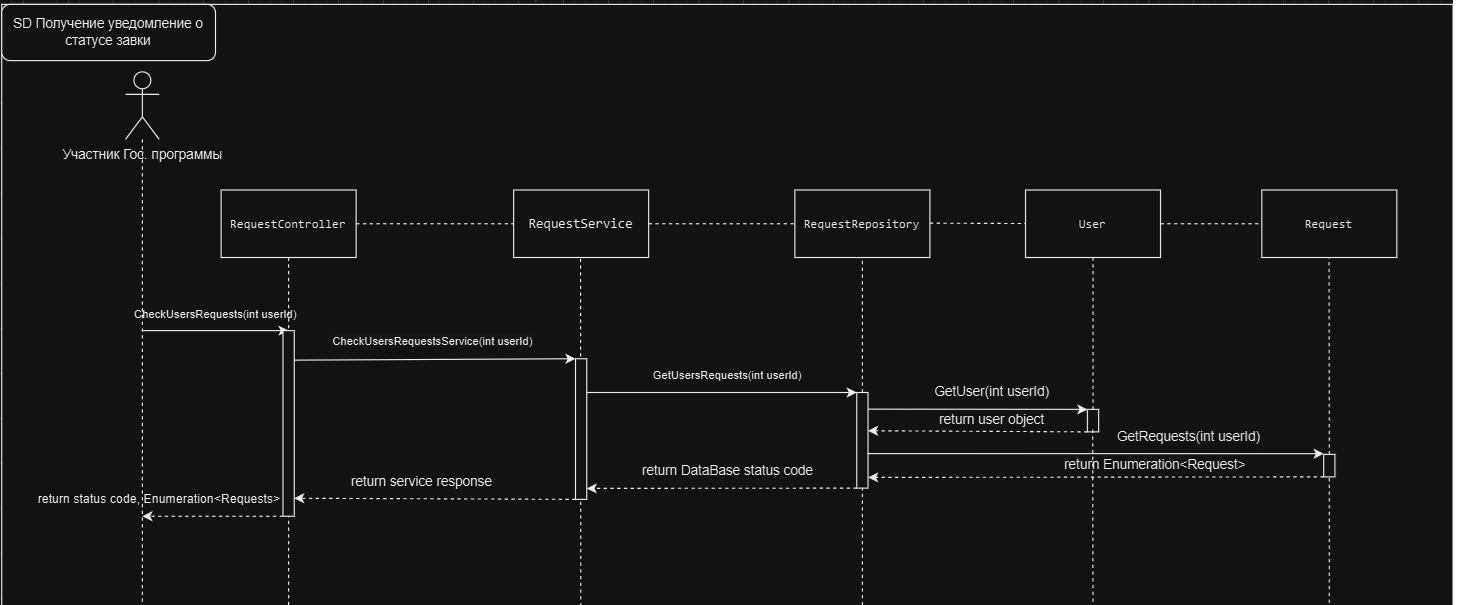 SD Получение уведомление о
статусе завки
Участник Гос. программы
RequestController
RequestService
RequestRepository
User
Request
CheckUsersRequests(int userId)
CheckUsersRequestsService(int userId)
GetUsersRequests(int userId)
GetUser(int userId)
return user object
GetRequests(int userId)
return Enumeration<Request>
return DataBase status code
return service response
return status code, Enumeration<Requests>